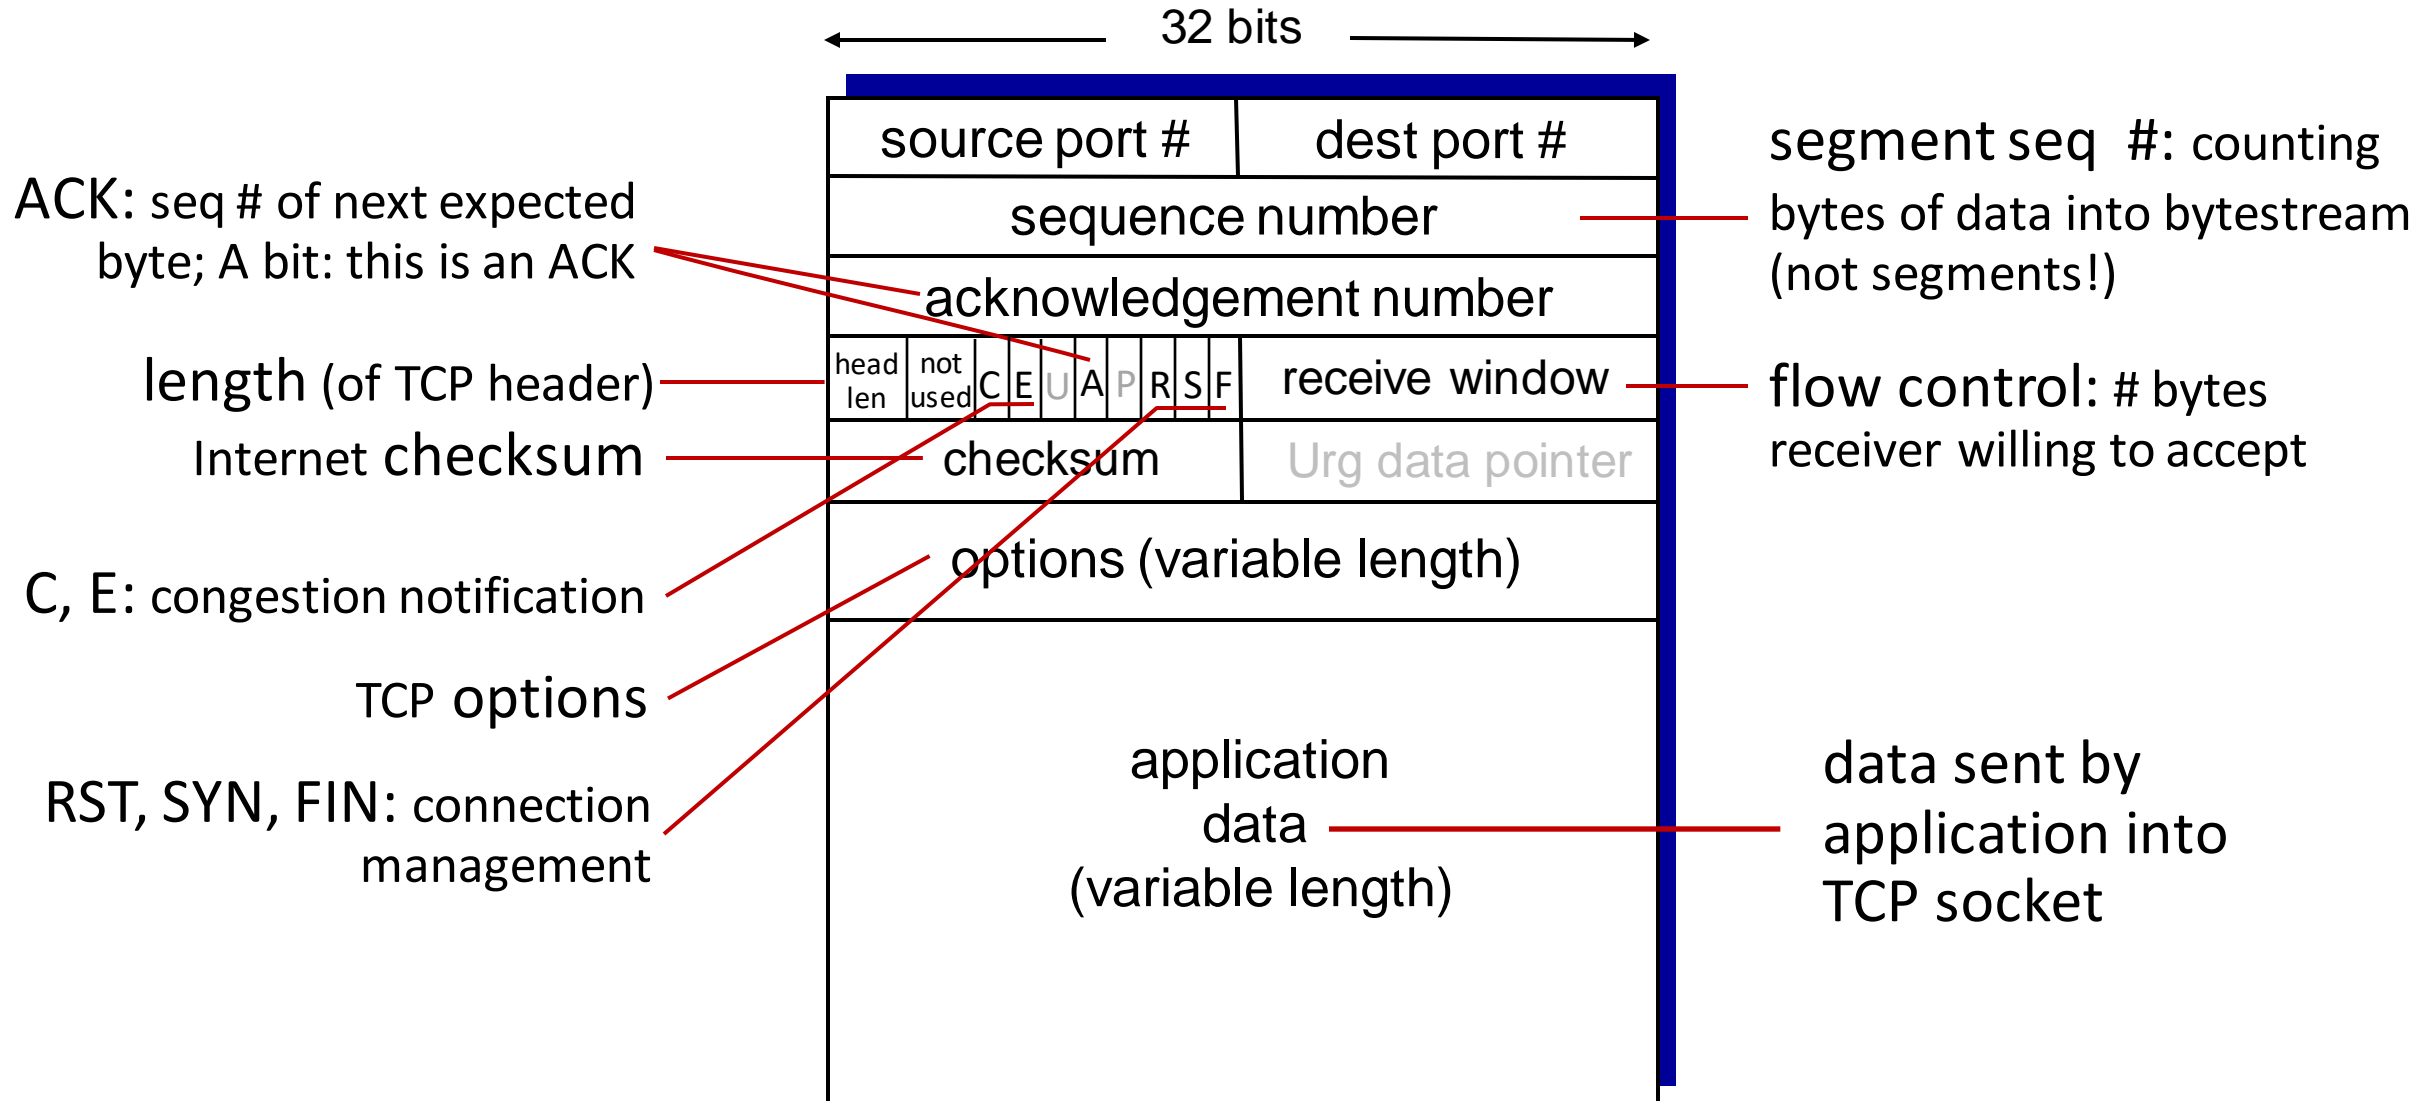 32 bits
source port #
dest port #
sequence number
acknowledgement number
head
len
not
used
C E U A P R S F
receive window
checksum
Urg data pointer
options (variable length)
application
data
(variable length)
ACK: seq # of next expected
byte; A bit: this is an ACK
length (of TCP header)
Internet checksum
C, E: congestion notification
TCP options
RST, SYN, FIN: connection
management
segment seq #: counting
bytes of data into bytestream
(not segments!)
flow control: # bytes
receiver willing to accept
data sent by
application into
TCP socket